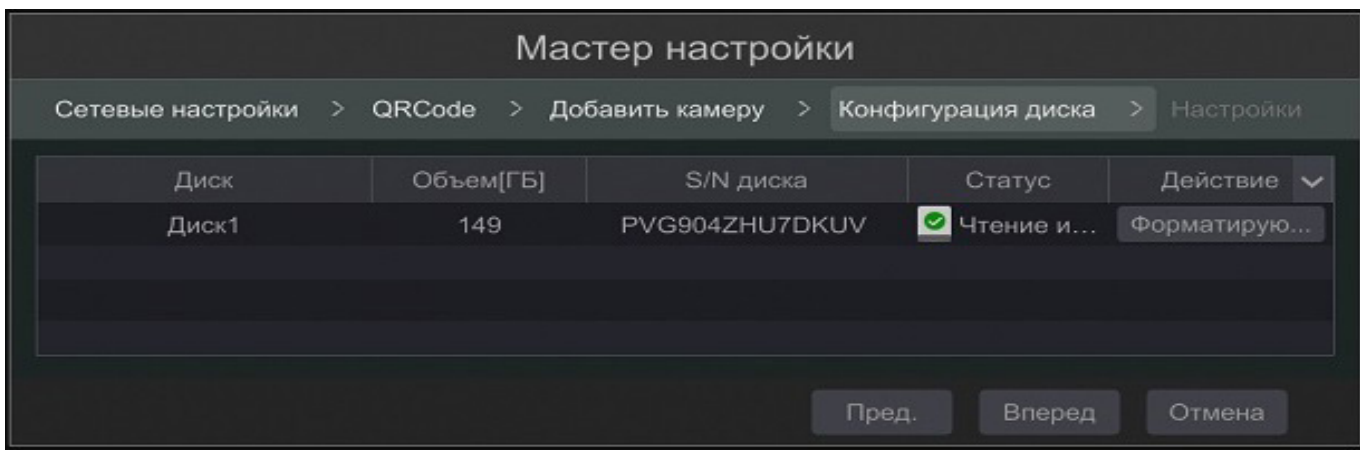 Мастер настройки
Сетевые настройки > QRCode > Добавить камеру > Конфигурация диска > Настройки
Диск Объем[ГБ] S/N диска Статус Действие
Диск1 149 PVG904ZHU7DKUV Чтение и... Форматирую...
Пред. Вперед Отмена